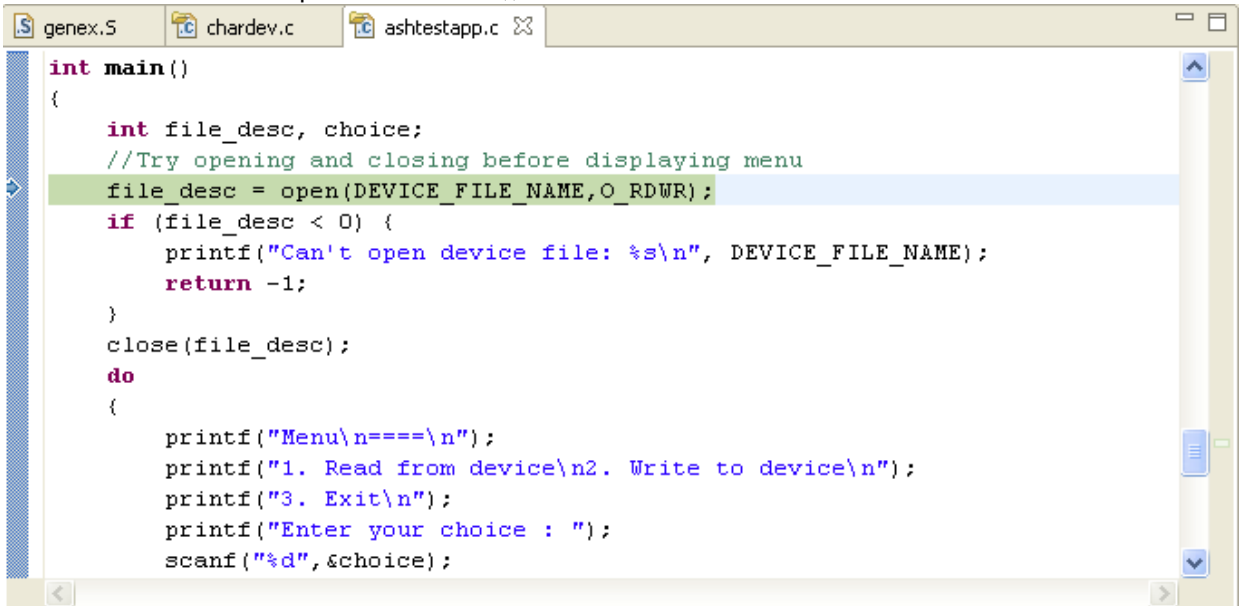 genex.S chardev.c ashtestapp.c
int main()
{
    int file_desc, choice;
    //Try opening and closing before displaying menu
    file_desc = open(DEVICE_FILE_NAME,O_RDWR);
    if (file_desc < 0) {
        printf("Can't open device file: %s\n", DEVICE_FILE_NAME);
        return -1;
    }
    close(file_desc);
    do
    {
        printf("Menu\n====\n");
        printf("1. Read from device\n2. Write to device\n");
        printf("3. Exit\n");
        printf("Enter your choice : ");
        scanf("%d",&choice);